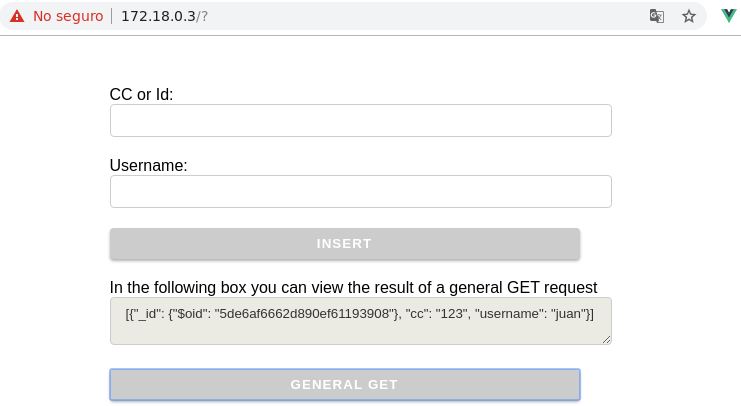 No seguro 172.18.0.3/?
CC or Id:
Username:
INSERT
In the following box you can view the result of a general GET request
[{"_id": {"$oid": "5de6af6662d890ef61193908"}, "cc": "123", "username": "juan"}]
GENERAL GET